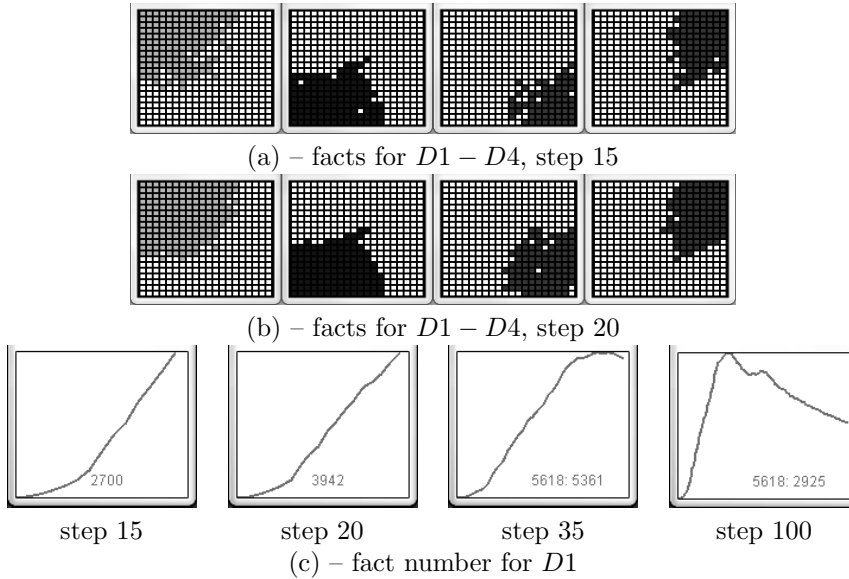 (a) – facts for D1 – D4, step 15
(b) – facts for D1 – D4, step 20
2700
3942
5618: 5361
5618: 2925
step 15
step 20
step 35
step 100
(c) – fact number for D1